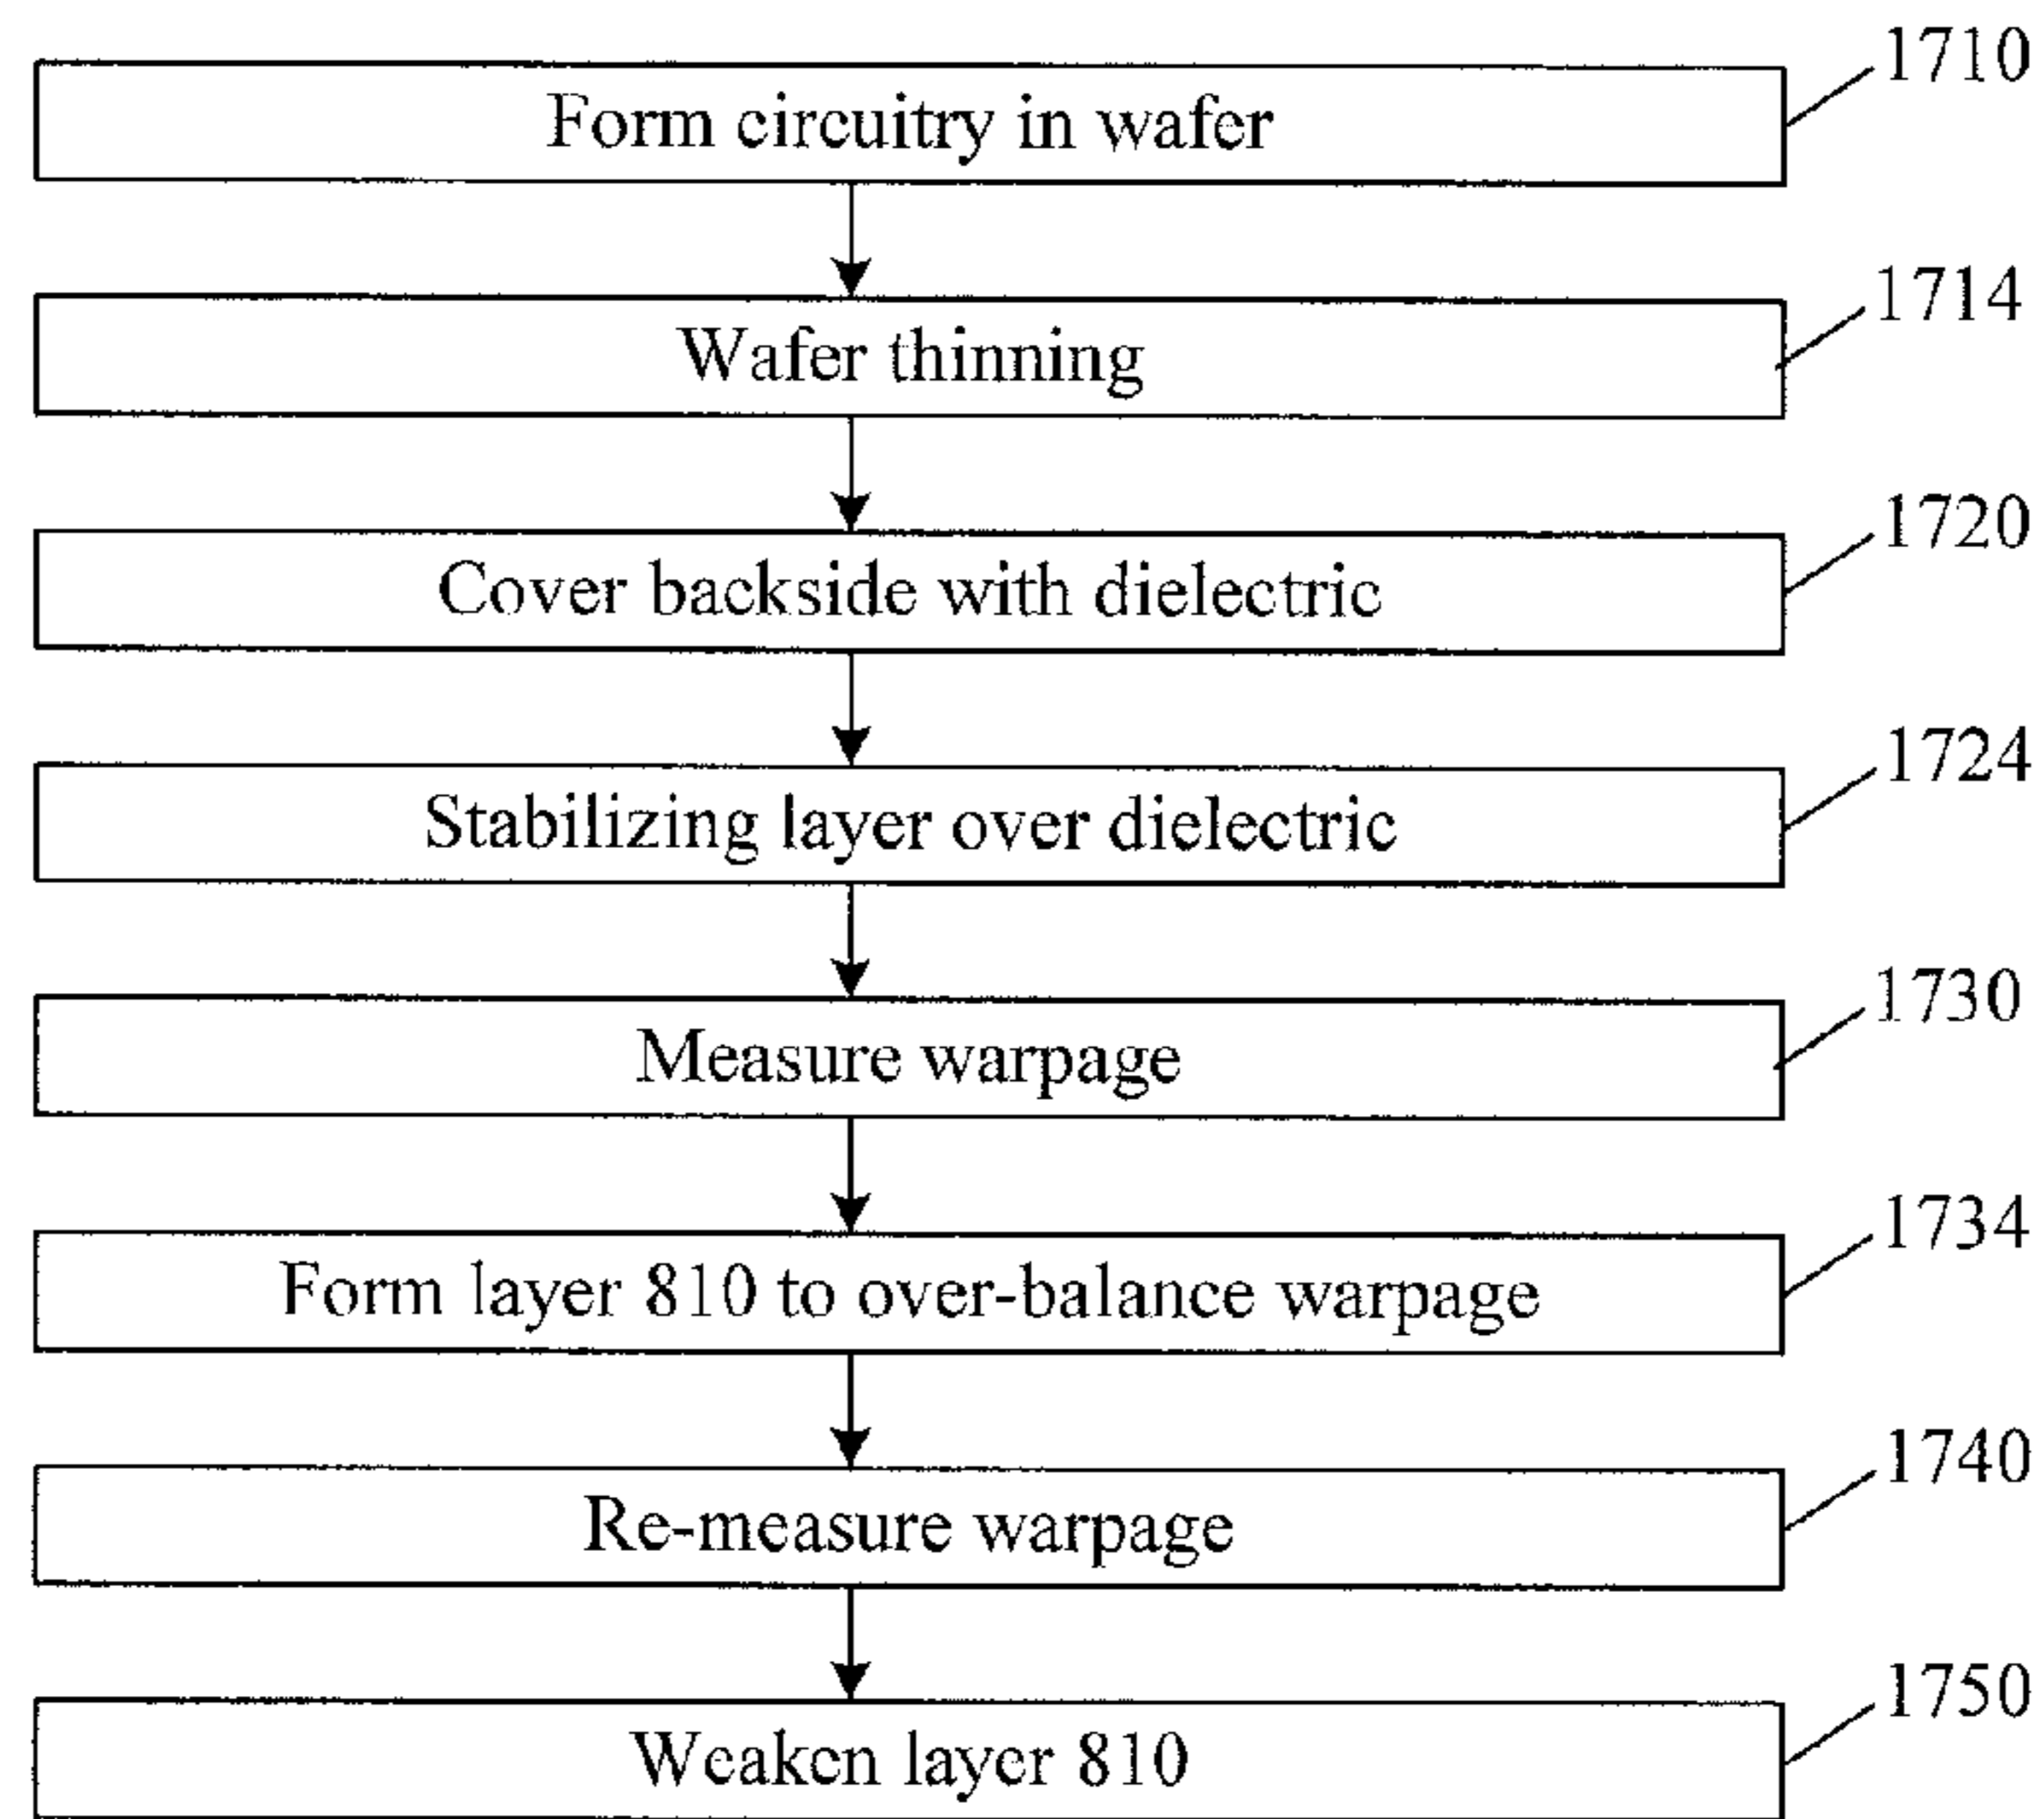 1710
Form circuitry in wafer
1714
Wafer thinning
1720
Cover backside with dielectric
1724
Stabilizing layer over dielectric
1730
Measure warpage
1734
Form layer 810 to over-balance warpage
1740
Re-measure warpage
1750
Weaken layer 810